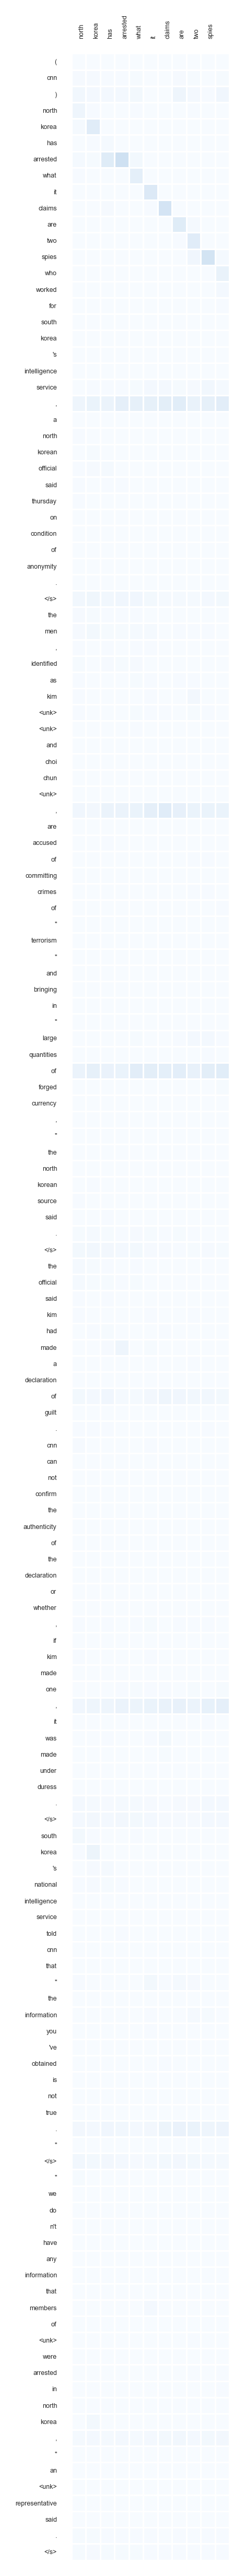 north korea arrested what it claims are two spies
(
cnn
)
north
korea
has
arrested
what
it
claims
are
two
spies
who
worked
for
south
korea
's
intelligence
service
,
a
north
korean
official
said
thursday
on
condition
of
anonymity
.
</s>
the
men
,
identified
as
kim
<unk>
<unk>
and
choi
chun
<unk>
,
are
accused
of
committing
crimes
of
"
terrorism
"
and
bringing
in
"
large
quantities
of
forged
currency
,
"
the
north
korean
source
said
.
</s>
the
official
said
kim
had
made
a
declaration
of
guilt
.
cnn
can
not
confirm
the
authenticity
of
the
declaration
or
whether
,
if
kim
made
one
,
it
was
made
under
duress
.
</s>
south
korea
's
national
intelligence
service
told
cnn
that
"
the
information
you
've
obtained
is
not
true
.
"
</s>
"
we
do
n't
have
any
information
that
members
of
<unk>
were
arrested
in
north
korea
,
"
an
<unk>
representative
said
.
</s>